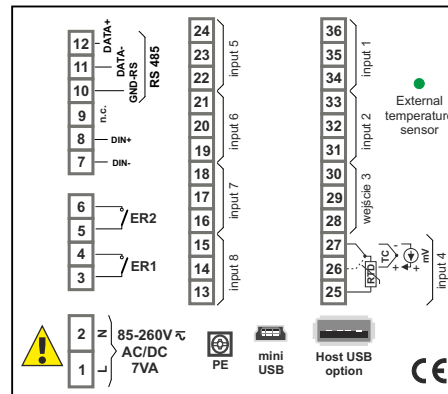 12
DATA+
11
DATA-
10
GND-RS
RS 485
9
n.c.
8
DIN+
7
DIN-
6
5
ER2
4
3
ER1
2
N
1
L
85-260V
AC/DC
7VA
24
23
22
input 5
21
20
19
input 6
18
17
16
input 7
15
14
13
input 8
36
35
34
input 1
33
32
31
input 2
30
29
28
wejście 3
27
26
25
RTD
TC
-
+
-
+
mV
input 4
External
temperature
sensor
PE
mini
USB
Host USB
option
CE